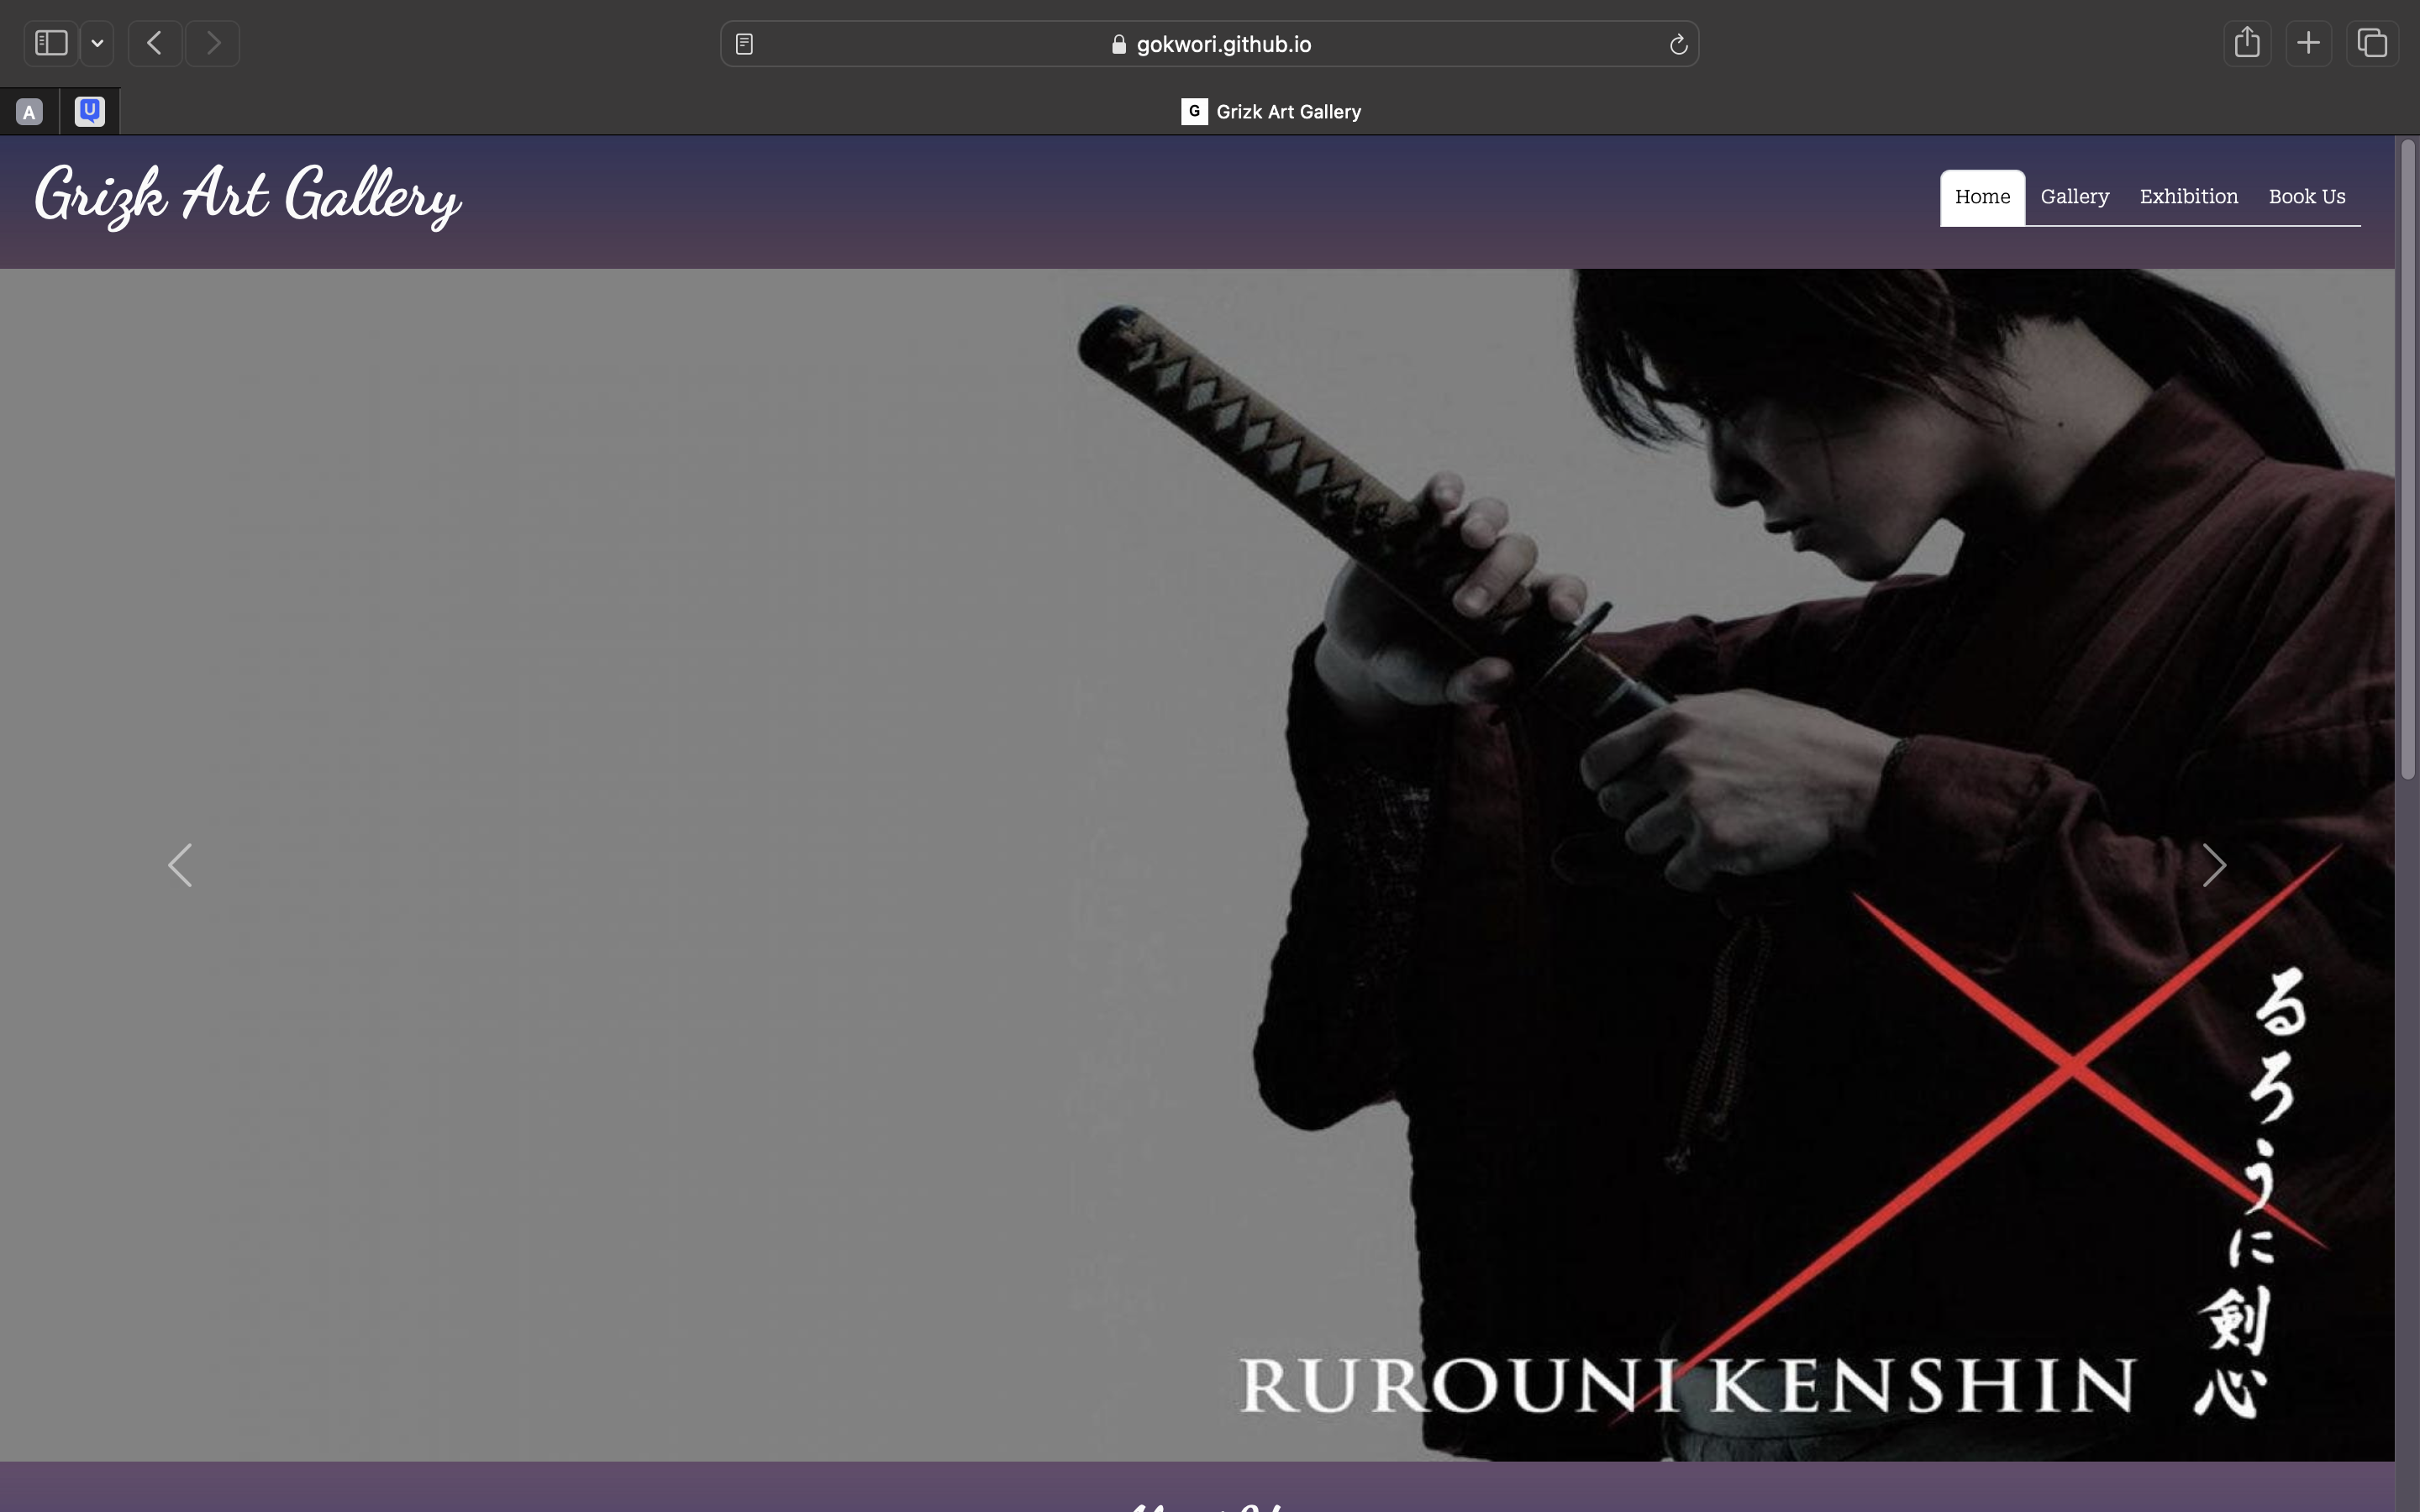 gokwori.github.io
A
U
G Grizk Art Gallery
Grizk Art Gallery
Home Gallery Exhibition Book Us
るろうに剣心
RUROUNI KENSHIN